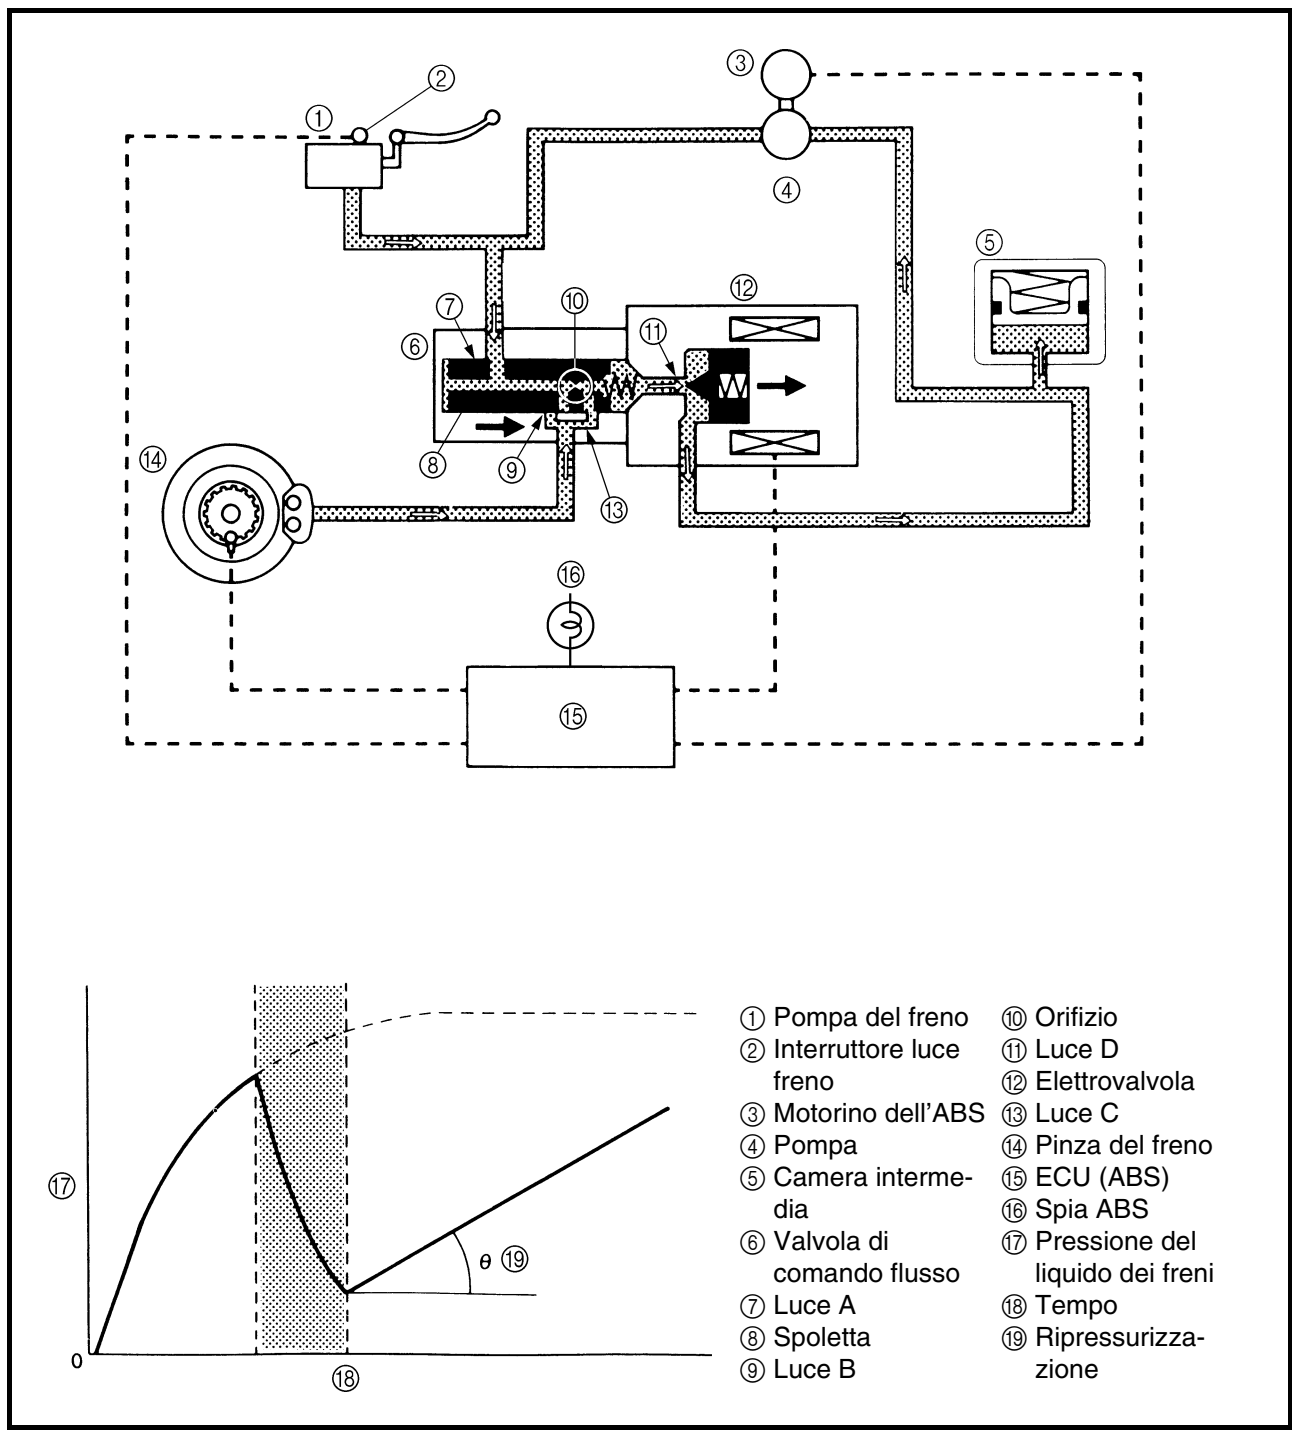 ②
③
①
④
⑤
⑩
⑫
⑦
⑥
⑪
⑭
⑧
⑨
⑬
⑯
⑮
⑰
θ ⑲
0
⑱
① Pompa del freno
② Interruttore luce
freno
③ Motorino dell'ABS
④ Pompa
⑤ Camera interme-
dia
⑥ Valvola di
comando flusso
⑦ Luce A
⑧ Spoletta
⑨ Luce B
⑩ Orifizio
⑪ Luce D
⑫ Elettrovalvola
⑬ Luce C
⑭ Pinza del freno
⑮ ECU (ABS)
⑯ Spia ABS
⑰ Pressione del
liquido dei freni
⑱ Tempo
⑲ Ripressurizza-
zione